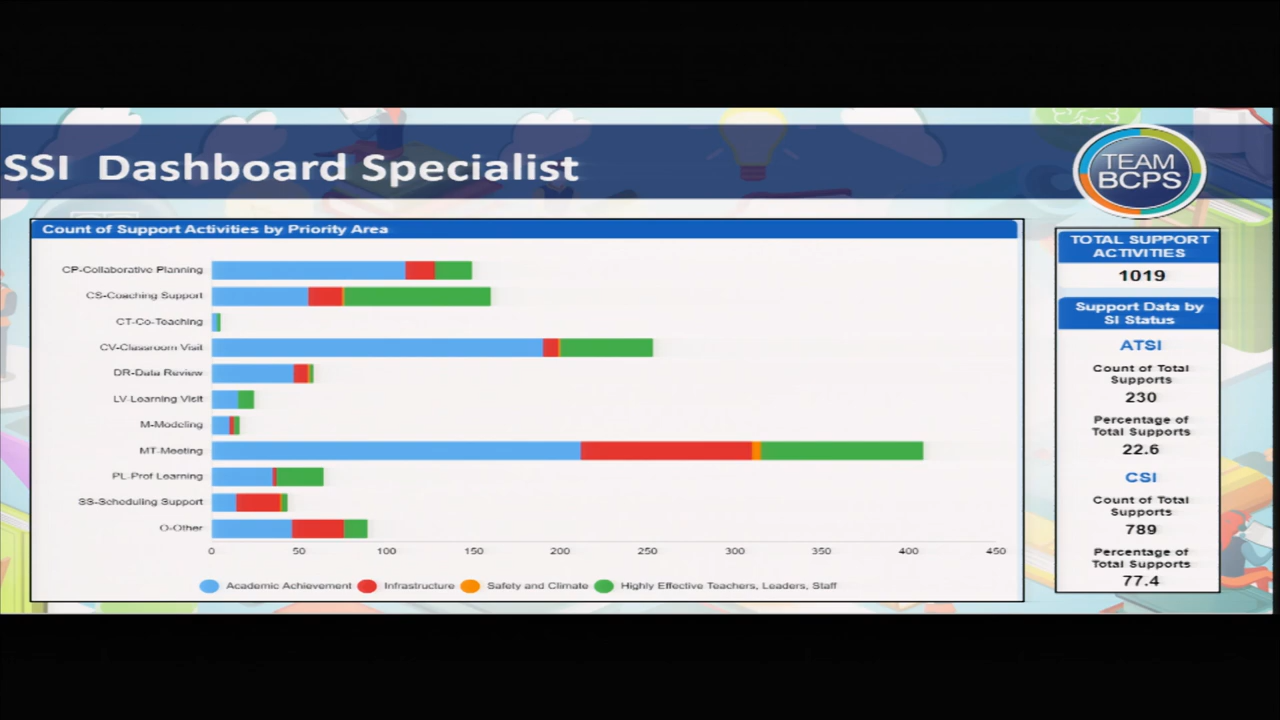 SSI Dashboard Specialist
TEAM
BCPS
Count of Support Activities by Priority Area
CP-Collaborative Planning
CS-Coaching Support
CT-Co-Teaching
CV-Classroom Visit
DR-Data Review
LV-Learning Visit
M-Modeling
MT-Meeting
PL-Prof Learning
SS-Scheduling Support
O-Other
0 50 100 150 200 250 300 350 400 450
Academic Achievement Infrastructure Safety and Climate Highly Effective Teachers, Leaders, Staff
TOTAL SUPPORT
ACTIVITIES
1019
Support Data by
SI Status
ATSI
Count of Total
Supports
230
Percentage of
Total Supports
22.6
CSI
Count of Total
Supports
789
Percentage of
Total Supports
77.4